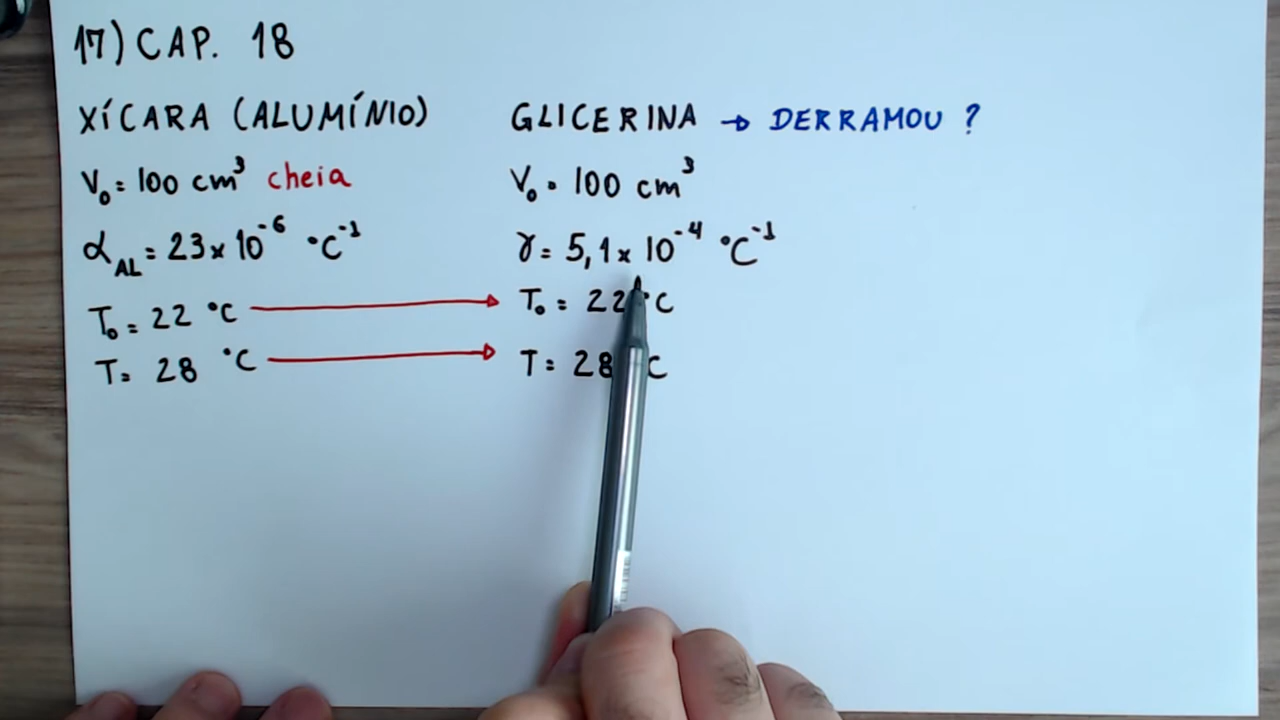 17) CAP. 18
XÍCARA (ALUMÍNIO)
V₀ = 100 cm³ cheia
α_AL = 23 x 10⁻⁶ °C⁻¹
T₀ = 22 °C
T = 28 °C
GLICERINA → DERRAMOU ?
V₀ = 100 cm³
γ = 5,1 x 10⁻⁴ °C⁻¹
T₀ = 22 °C
T = 28 °C